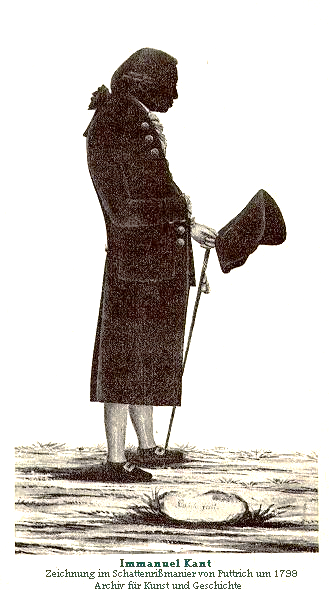 Immanuel Kant
Zeichnung im Schattenrißmanier von Puttrich um 1798
Archiv für Kunst und Geschichte